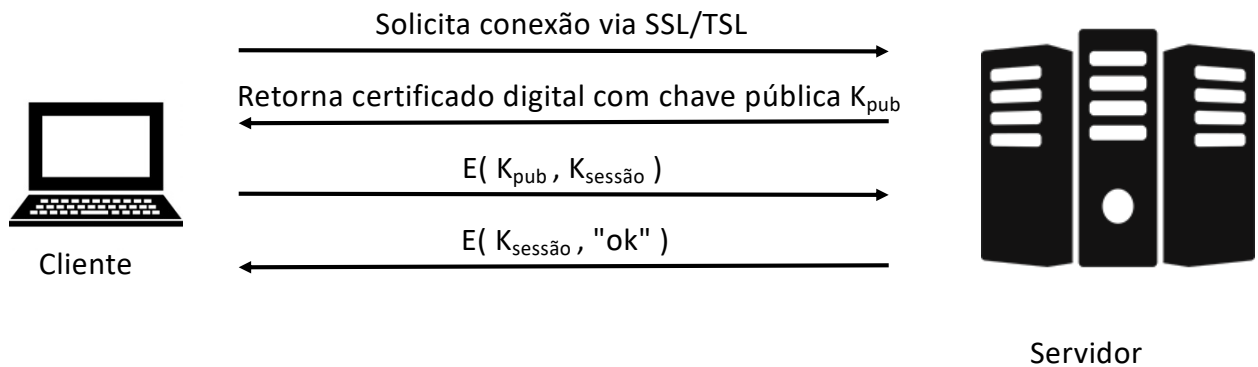 Solicita conexão via SSL/TSL
Retorna certificado digital com chave pública Kpub
E( Kpub , Ksessão )
E( Ksessão , "ok" )
Cliente
Servidor